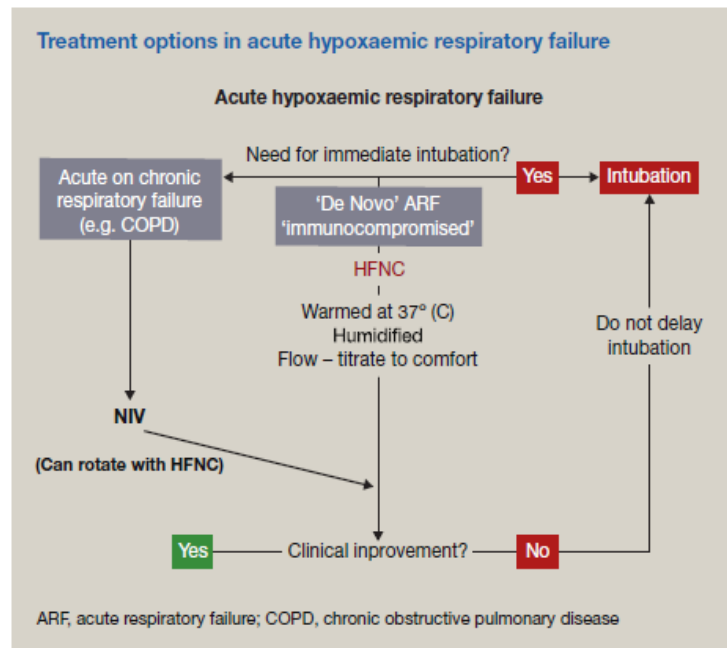 Treatment options in acute hypoxaemic respiratory failure
Acute hypoxaemic respiratory failure
Need for immediate intubation?
Yes
Intubation
Acute on chronic
respiratory failure
(e.g. COPD)
'De Novo' ARF
'immunocompromised'
HFNC
Warmed at 37° (C)
Humidified
Flow – titrate to comfort
Do not delay
intubation
NIV
(Can rotate with HFNC)
Yes
Clinical inprovement?
No
ARF, acute respiratory failure; COPD, chronic obstructive pulmonary disease